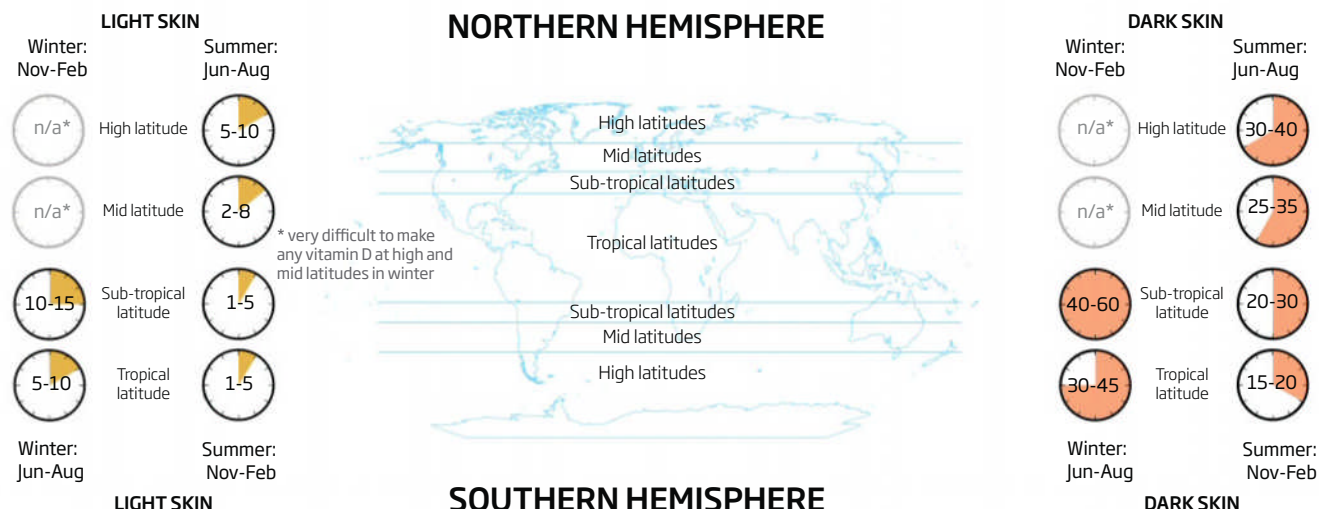 LIGHT SKIN
NORTHERN HEMISPHERE
DARK SKIN
Winter:
Nov-Feb
Summer:
Jun-Aug
n/a*
High latitude
5-10
n/a*
Mid latitude
2-8
* very difficult to make
any vitamin D at high and
mid latitudes in winter
10-15
Sub-tropical
latitude
1-5
5-10
Tropical
latitude
1-5
Winter:
Jun-Aug
Summer:
Nov-Feb
LIGHT SKIN
High latitudes
Mid latitudes
Sub-tropical latitudes
Tropical latitudes
Sub-tropical latitudes
Mid latitudes
High latitudes
SOUTHERN HEMISPHERE
Winter:
Nov-Feb
Summer:
Jun-Aug
n/a*
High latitude
30-40
n/a*
Mid latitude
25-35
40-60
Sub-tropical
latitude
20-30
30-45
Tropical
latitude
15-20
Winter:
Jun-Aug
Summer:
Nov-Feb
DARK SKIN